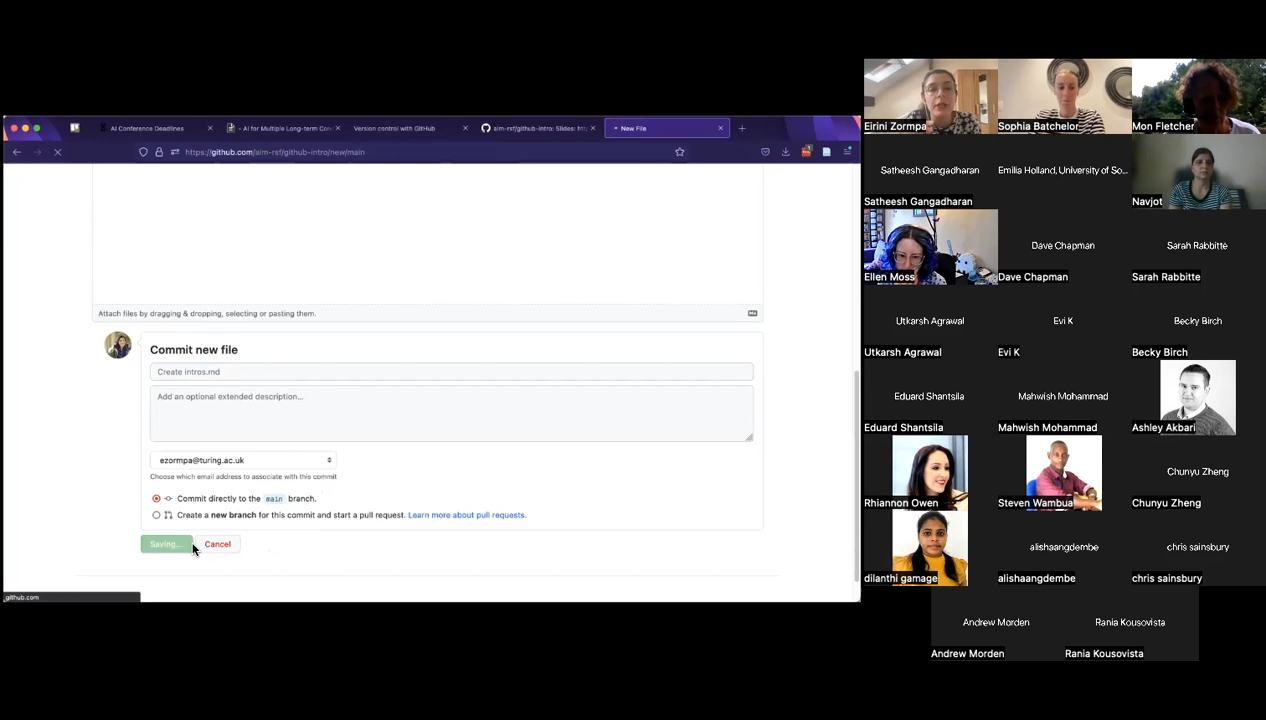 AI Conference Deadlines
- AI for Multiple Long-term Con
Version control with GitHub
aim-rsf/github-intro: Slides: htt
New File
https://github.com/aim-rsf/github-intro/new/main
Attach files by dragging & dropping, selecting or pasting them.
Commit new file
Create intros.md
Add an optional extended description...
ezormpa@turing.ac.uk
Choose which email address to associate with this commit
Commit directly to the main branch.
Create a new branch for this commit and start a pull request. Learn more about pull requests.
Saving...
Cancel
github.com
Eirini Zormpa
Sophia Batchelor
Mon Fletcher
Satheesh Gangadharan
Emilia Holland, University of So...
Satheesh Gangadharan
Navjot
Dave Chapman
Sarah Rabbitte
Ellen Moss
Dave Chapman
Sarah Rabbitte
Utkarsh Agrawal
Evi K
Becky Birch
Utkarsh Agrawal
Evi K
Becky Birch
Eduard Shantsila
Mahwish Mohammad
Eduard Shantsila
Mahwish Mohammad
Ashley Akbari
Chunyu Zheng
Rhiannon Owen
Steven Wambua
Chunyu Zheng
alishaangdembe
chris sainsbury
dilanthi gamage
alishaangdembe
chris sainsbury
Andrew Morden
Rania Kousovista
Andrew Morden
Rania Kousovista